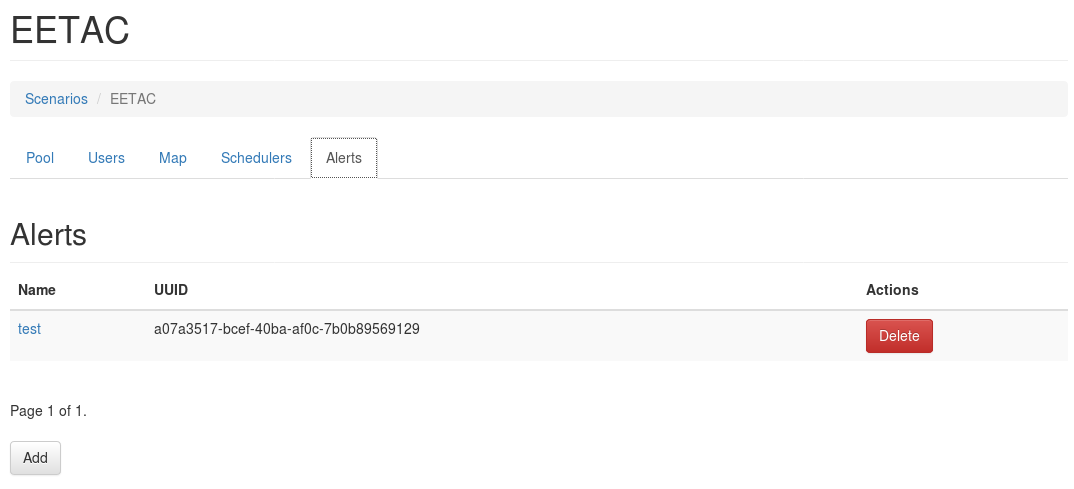 EETAC
Scenarios / EETAC
Pool Users Map Schedulers Alerts
Alerts
Name UUID Actions
test a07a3517-bcef-40ba-af0c-7b0b89569129 Delete
Page 1 of 1.
Add